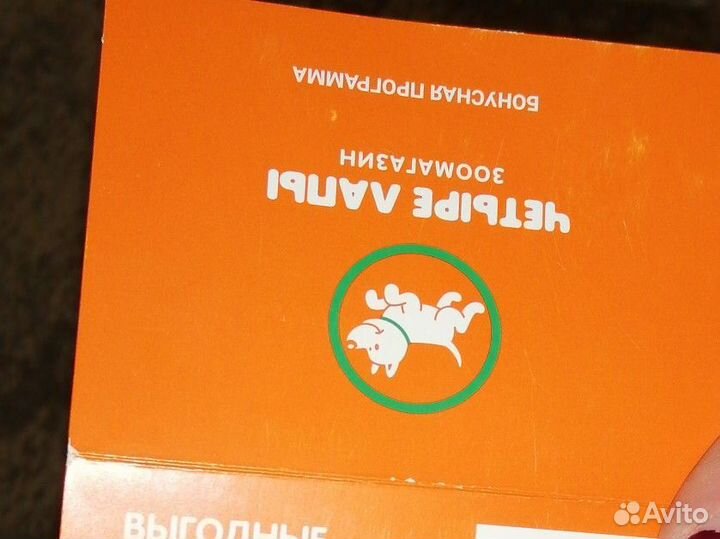 ЧЕТЫРЕ ЛАПЫ
ЗООМАГАЗИН
БОНУСНАЯ ПРОГРАММА
ВЫГОДНЫЕ
Avito